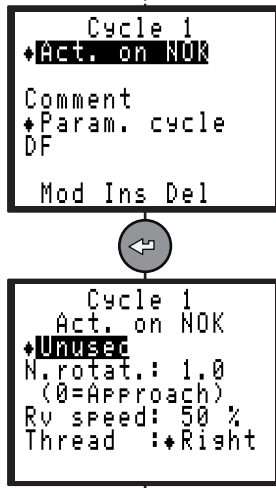 Cycle 1
♦Act. on NOK
Comment
♦Param. cycle
DF
Mod Ins Del
Cycle 1
Act. on NOK
♦Unused
N.rotat.: 1.0
(0=Approach)
Rv speed: 50 %
Thread :♦Right